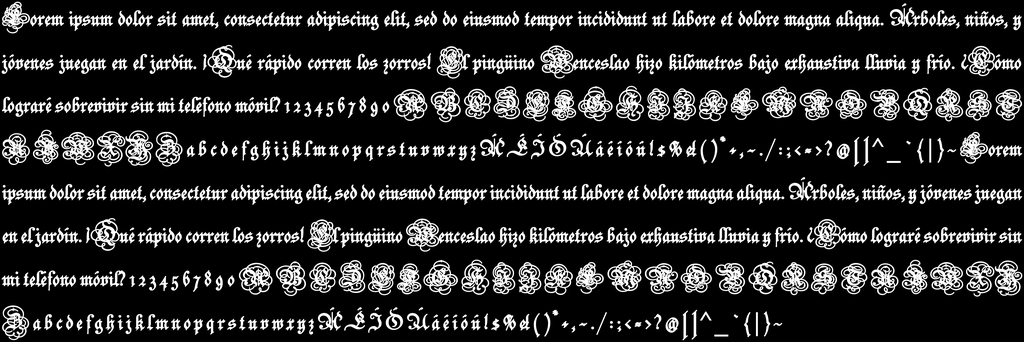 Lorem ipsum dolor sit amet, consectetur adipiscing elit, sed do eiusmod tempor incididunt ut labore et dolore magna aliqua. Árboles, niños, y
jóvenes juegan en el jardín. ¡Qué rápido corren los zorros! El pingüino Wenceslao hizo kilómetros bajo exhaustiva lluvia y frío. ¿Cómo
lograré sobrevivir sin mi teléfono móvil? 1 2 3 4 5 6 7 8 9 0 A B C D E F G H I J K L M N O P Q R S T
U V W X Y Z a b c d e f g h i j k l m n o p q r s t u v w x y z Á É Í Ó Ú á é í ó ú ! $ % & ( ) * + , - . / : ; < = > ? @ [ ] ^ _ ` { | } ~ Lorem
ipsum dolor sit amet, consectetur adipiscing elit, sed do eiusmod tempor incididunt ut labore et dolore magna aliqua. Árboles, niños, y jóvenes juegan
en el jardín. ¡Qué rápido corren los zorros! El pingüino Wenceslao hizo kilómetros bajo exhaustiva lluvia y frío. ¿Cómo lograré sobrevivir sin
mi teléfono móvil? 1 2 3 4 5 6 7 8 9 0 A B C D E F G H I J K L M N O P Q R S T U V W X Y
Z a b c d e f g h i j k l m n o p q r s t u v w x y z Á É Í Ó Ú á é í ó ú ! $ % & ( ) * + , - . / : ; < = > ? @ [ ] ^ _ ` { | } ~